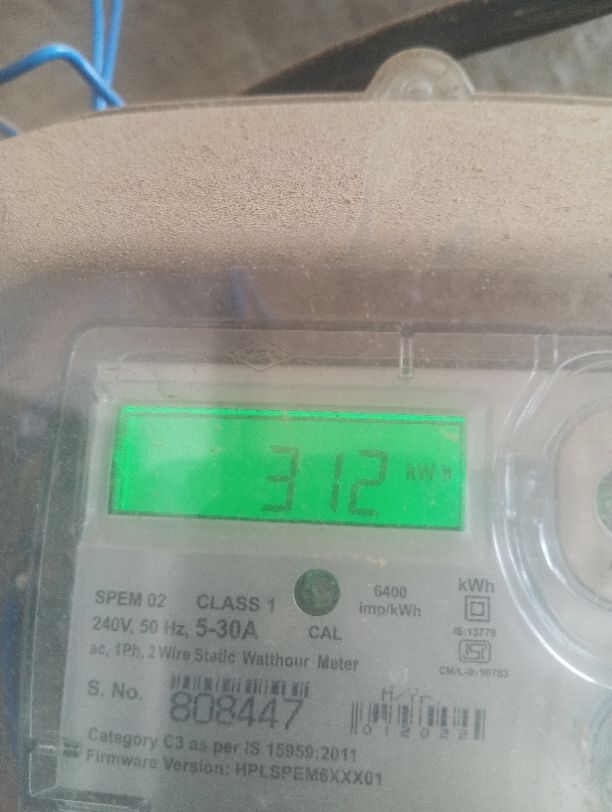 312 kWh
SPEM 02 CLASS 1 6400 imp/kWh kWh
240V, 50 Hz, 5-30A CAL IS:13779
ac, 1Ph, 2 Wire Static Watthour Meter
S. No. 808447 M/Yr 012022
Category C3 as per IS 15959:2011
Firmware Version: HPLSPEM6XXX01